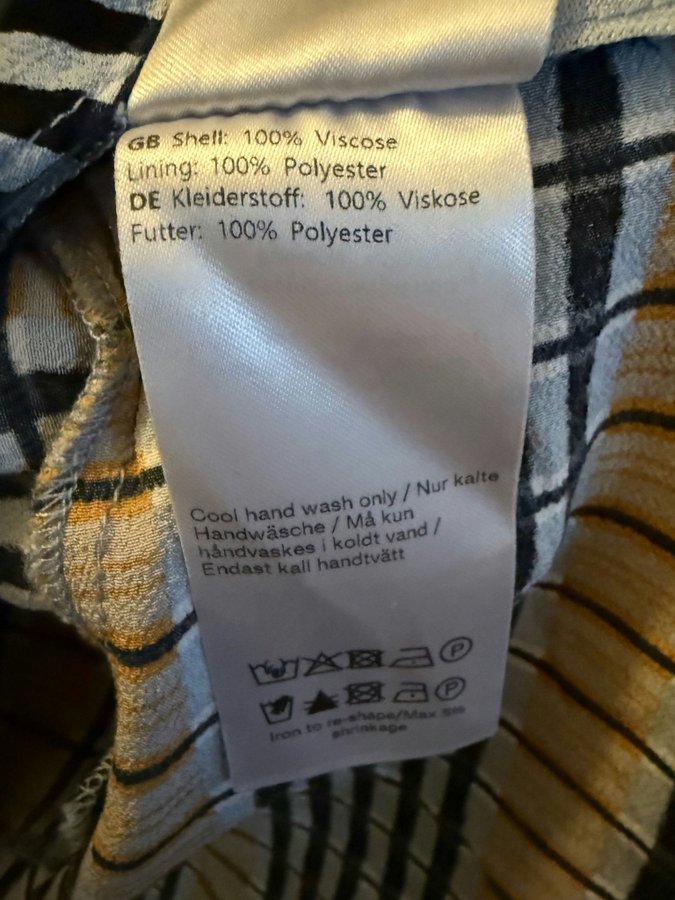 GB Shell: 100% Viscose
Lining: 100% Polyester
DE Kleiderstoff: 100% Viskose
Futter: 100% Polyester
Cool hand wash only / Nur kalte
Handwäsche / Må kun
håndvaskes i koldt vand /
Endast kall handtvätt
P
P
Iron to re-shape/Max 5%
shrinkage